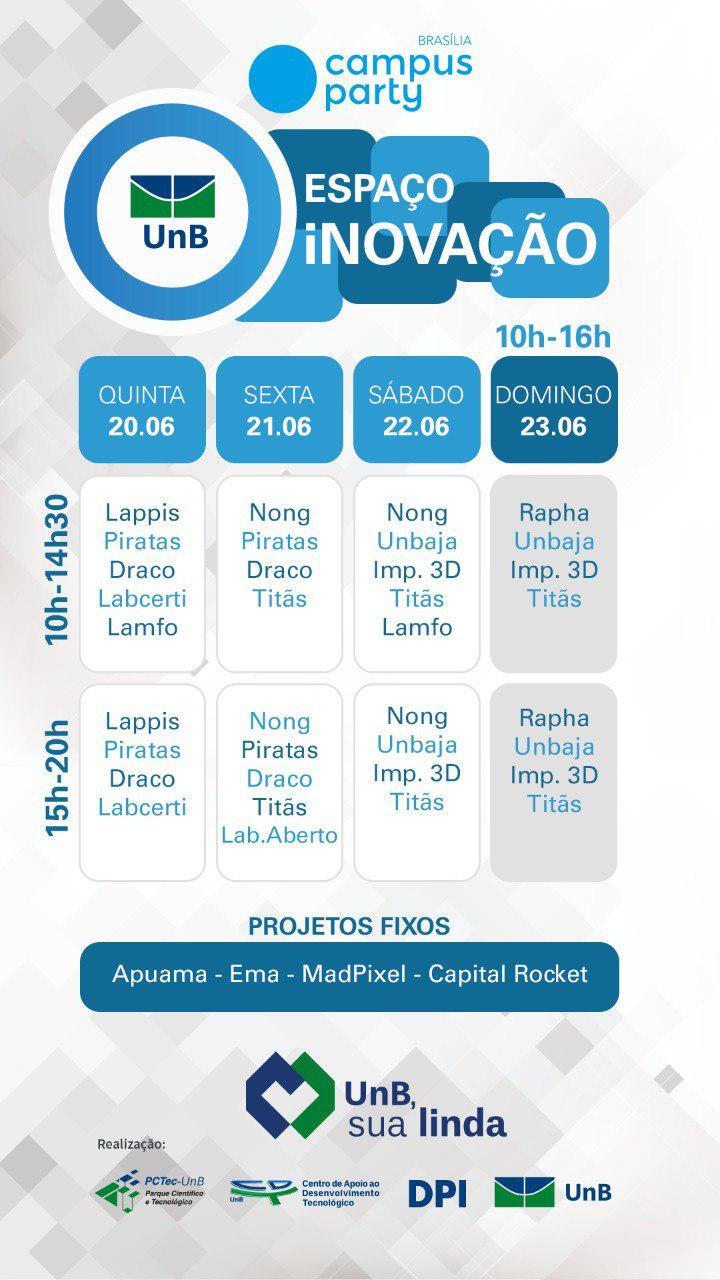 BRASÍLIA
campus
party
UnB
ESPAÇO
iNOVAÇÃO
10h-16h
QUINTA
20.06
SEXTA
21.06
SÁBADO
22.06
DOMINGO
23.06
10h-14h30
Lappis
Piratas
Draco
Labcerti
Lamfo
Nong
Piratas
Draco
Titãs
Nong
Unbaja
Imp. 3D
Titãs
Lamfo
Rapha
Unbaja
Imp. 3D
Titãs
15h-20h
Lappis
Piratas
Draco
Labcerti
Nong
Piratas
Draco
Titãs
Lab.Aberto
Nong
Unbaja
Imp. 3D
Titãs
Rapha
Unbaja
Imp. 3D
Titãs
PROJETOS FIXOS
Apuama - Ema - MadPixel - Capital Rocket
UnB,
sua linda
Realização:
PCTec-UnB
Parque Científico
e Tecnológico
UnB
Centro de Apoio ao
Desenvolvimento
Tecnológico
DPI
UnB